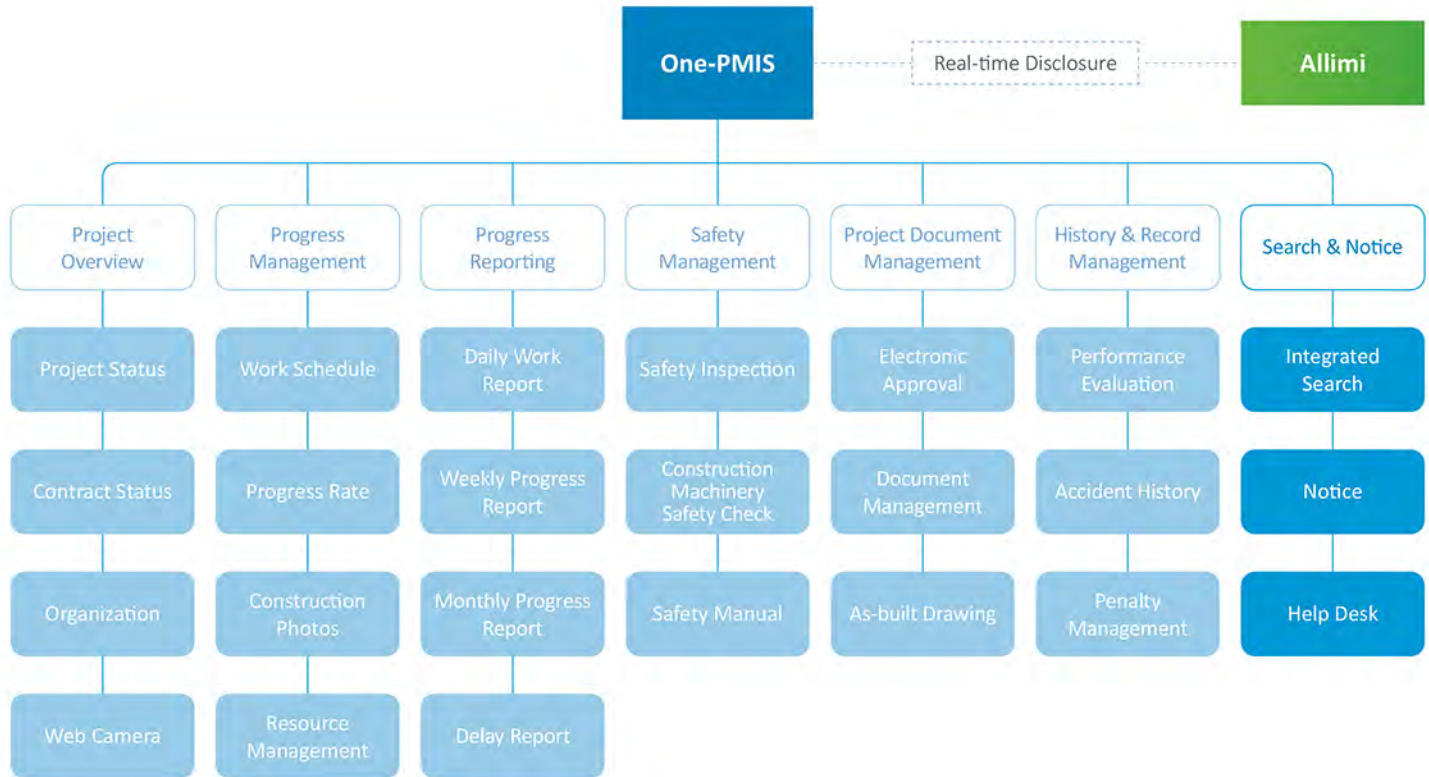 One-PMIS
Real-time Disclosure
Allimi
Project
Overview
Progress
Management
Progress
Reporting
Safety
Management
Project Document
Management
History & Record
Management
Search & Notice
Project Status
Work Schedule
Daily Work
Report
Safety Inspection
Electronic
Approval
Performance
Evaluation
Integrated
Search
Contract Status
Progress Rate
Weekly Progress
Report
Construction
Machinery
Safety Check
Document
Management
Accident History
Notice
Organization
Construction
Photos
Monthly Progress
Report
Safety Manual
As-built Drawing
Penalty
Management
Help Desk
Web Camera
Resource
Management
Delay Report